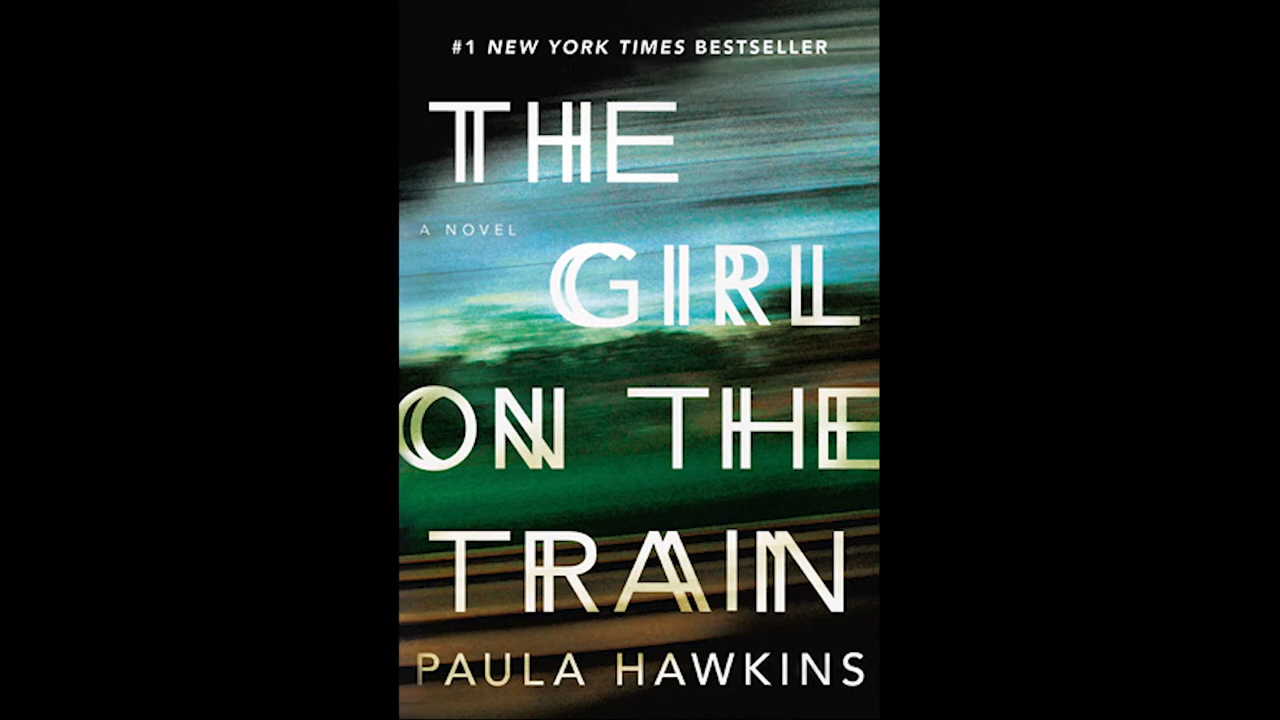 #1 NEW YORK TIMES BESTSELLER
THE
A NOVEL
GIRL
ON THE
TRAIN
PAULA HAWKINS